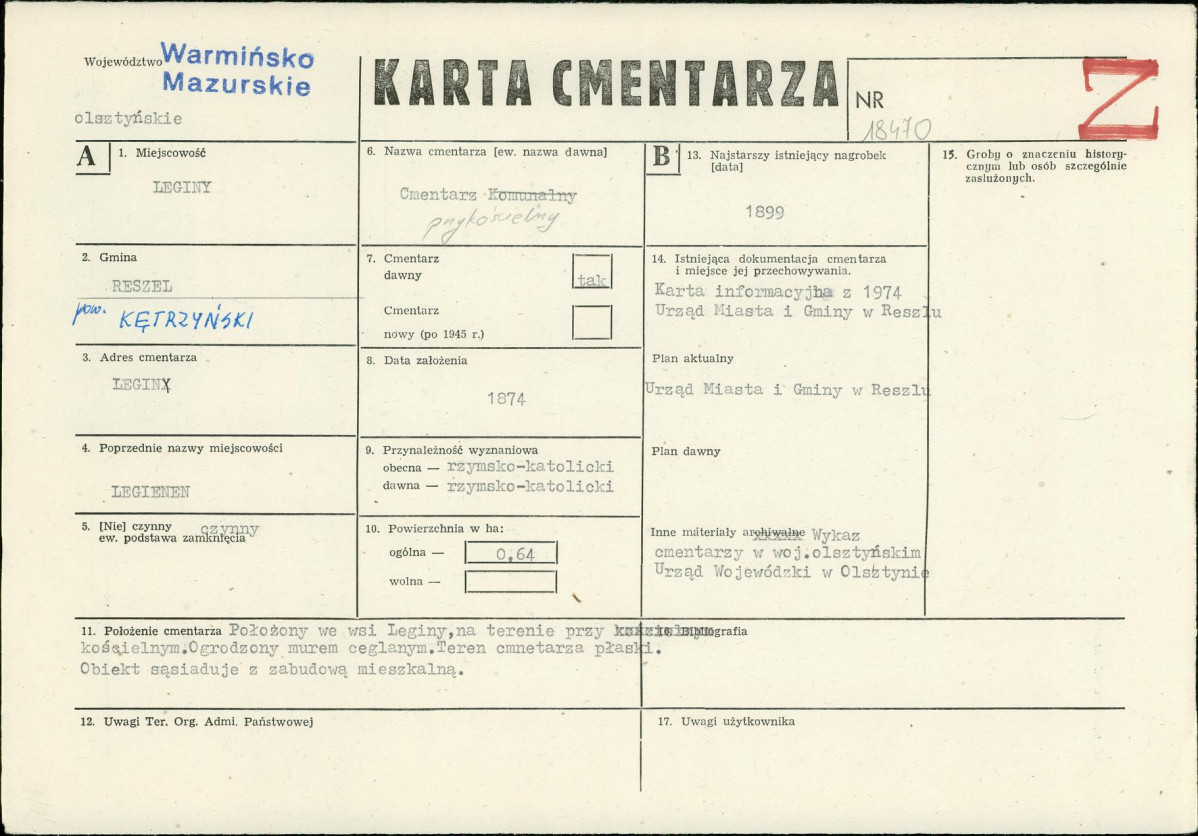 Województwo Warmińsko
Mazurskie
olsztyńskie
KARTA CMENTARZA
NR
18470
Z
A
1. Miejscowość
LEGINY
2. Gmina
RESZEL
pow. KĘTRZYŃSKI
3. Adres cmentarza
LEGINY
4. Poprzednie nazwy miejscowości
LEGIENEN
5. [Nie] czynny czynny
ew. podstawa zamknięcia
6. Nazwa cmentarza [ew. nazwa dawna]
Cmentarz Komunalny
przykościelny
7. Cmentarz
dawny tak
Cmentarz
nowy (po 1945 r.)
8. Data założenia
1874
9. Przynależność wyznaniowa
obecna — rzymsko-katolicki
dawna — rzymsko-katolicki
10. Powierzchnia w ha:
ogólna — 0,64
wolna —
B
13. Najstarszy istniejący nagrobek
[data]
1899
14. Istniejąca dokumentacja cmentarza
i miejsce jej przechowywania.
Karta informacyjna z 1974
Urząd Miasta i Gminy w Reszlu
Plan aktualny
Urząd Miasta i Gminy w Reszlu
Plan dawny
Inne materiały archiwalne Wykaz
cmentarzy w woj.olsztyńskim
Urząd Wojewódzki w Olsztynie
15. Groby o znaczeniu history-
cznym lub osób szczególnie
zasłużonych.
11. Położenie cmentarza Położony we wsi Leginy,na terenie przy
kościelnym.Ogrodzony murem ceglanym.Teren cmnetarza płaski.
Obiekt sąsiaduje z zabudową mieszkalną.
16. Bibliografia
12. Uwagi Ter. Org. Admi. Państwowej
17. Uwagi użytkownika